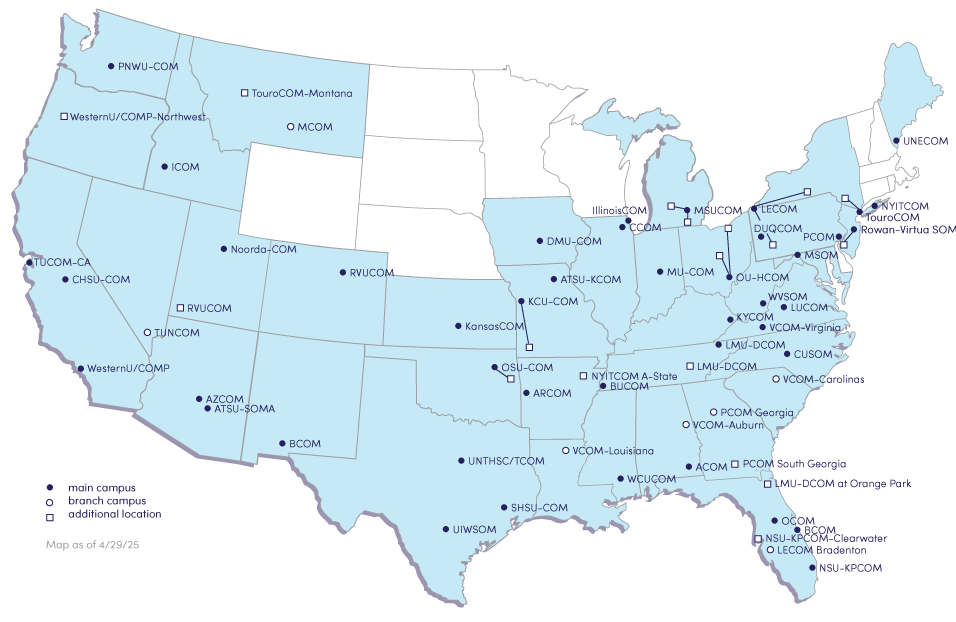 PNWU-COM
TouroCOM-Montana
WesternU/COMP-Northwest
MCOM
UNECOM
ICOM
IllinoisCOM
MSUCOM
LECOM
NYITCOM
TouroCOM
CCOM
DUQCOM
Rowan-Virtua SOM
PCOM
DMU-COM
Noorda-COM
MSOM
TUCOM-CA
RVUCOM
MU-COM
OU-HCOM
CHSU-COM
ATSU-KCOM
WVSOM
KCU-COM
LUCOM
RVUCOM
KYCOM
KansasCOM
VCOM-Virginia
TUNCOM
LMU-DCOM
CUSOM
WesternU/COMP
OSU-COM
LMU-DCOM
NYITCOM A-State
VCOM-Carolinas
BUCOM
ARCOM
AZCOM
ATSU-SOMA
PCOM Georgia
VCOM-Auburn
BCOM
VCOM-Louisiana
UNTHSC/TCOM
ACOM
PCOM South Georgia
WCUCOM
LMU-DCOM at Orange Park
main campus
branch campus
additional location
SHSU-COM
OCOM
UIWSOM
BCOM
NSU-KPCOM-Clearwater
Map as of 4/29/25
LECOM Bradenton
NSU-KPCOM